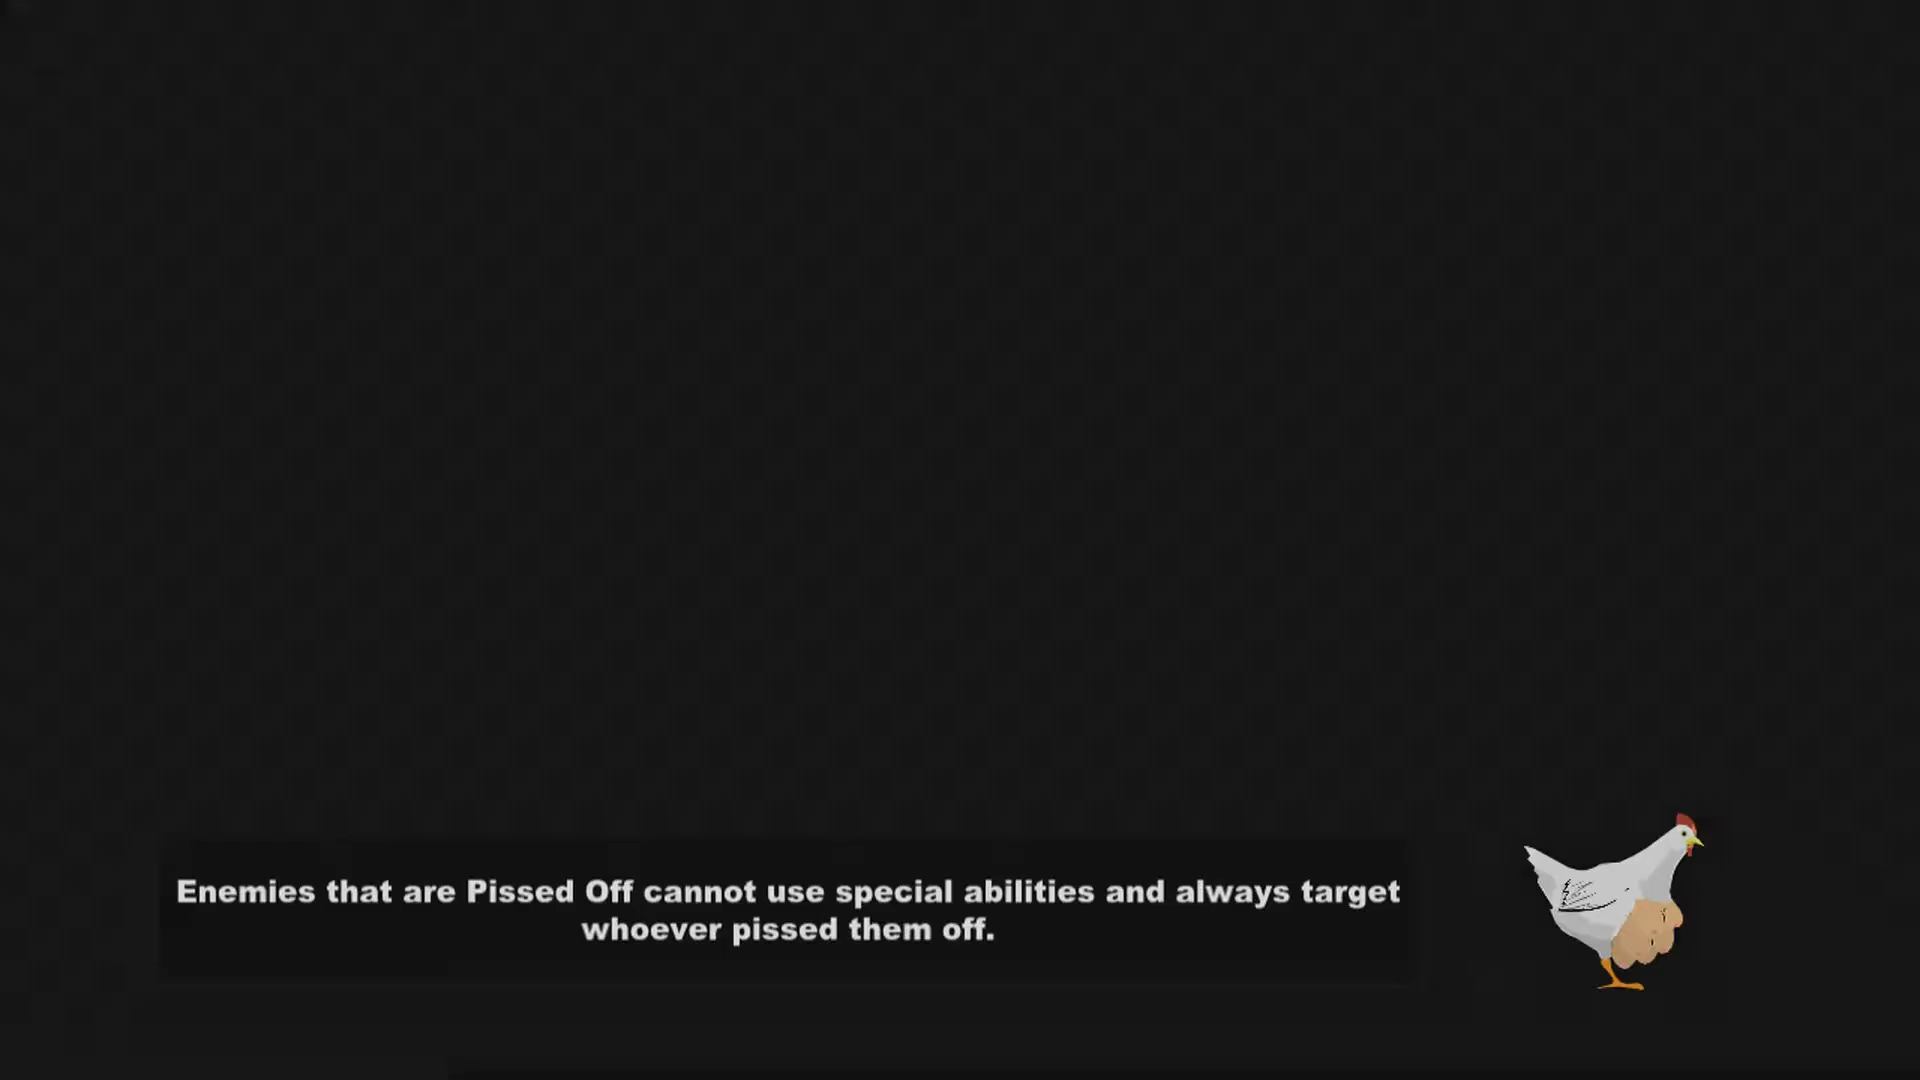 Enemies that are Pissed Off cannot use special abilities and always target
whoever pissed them off.